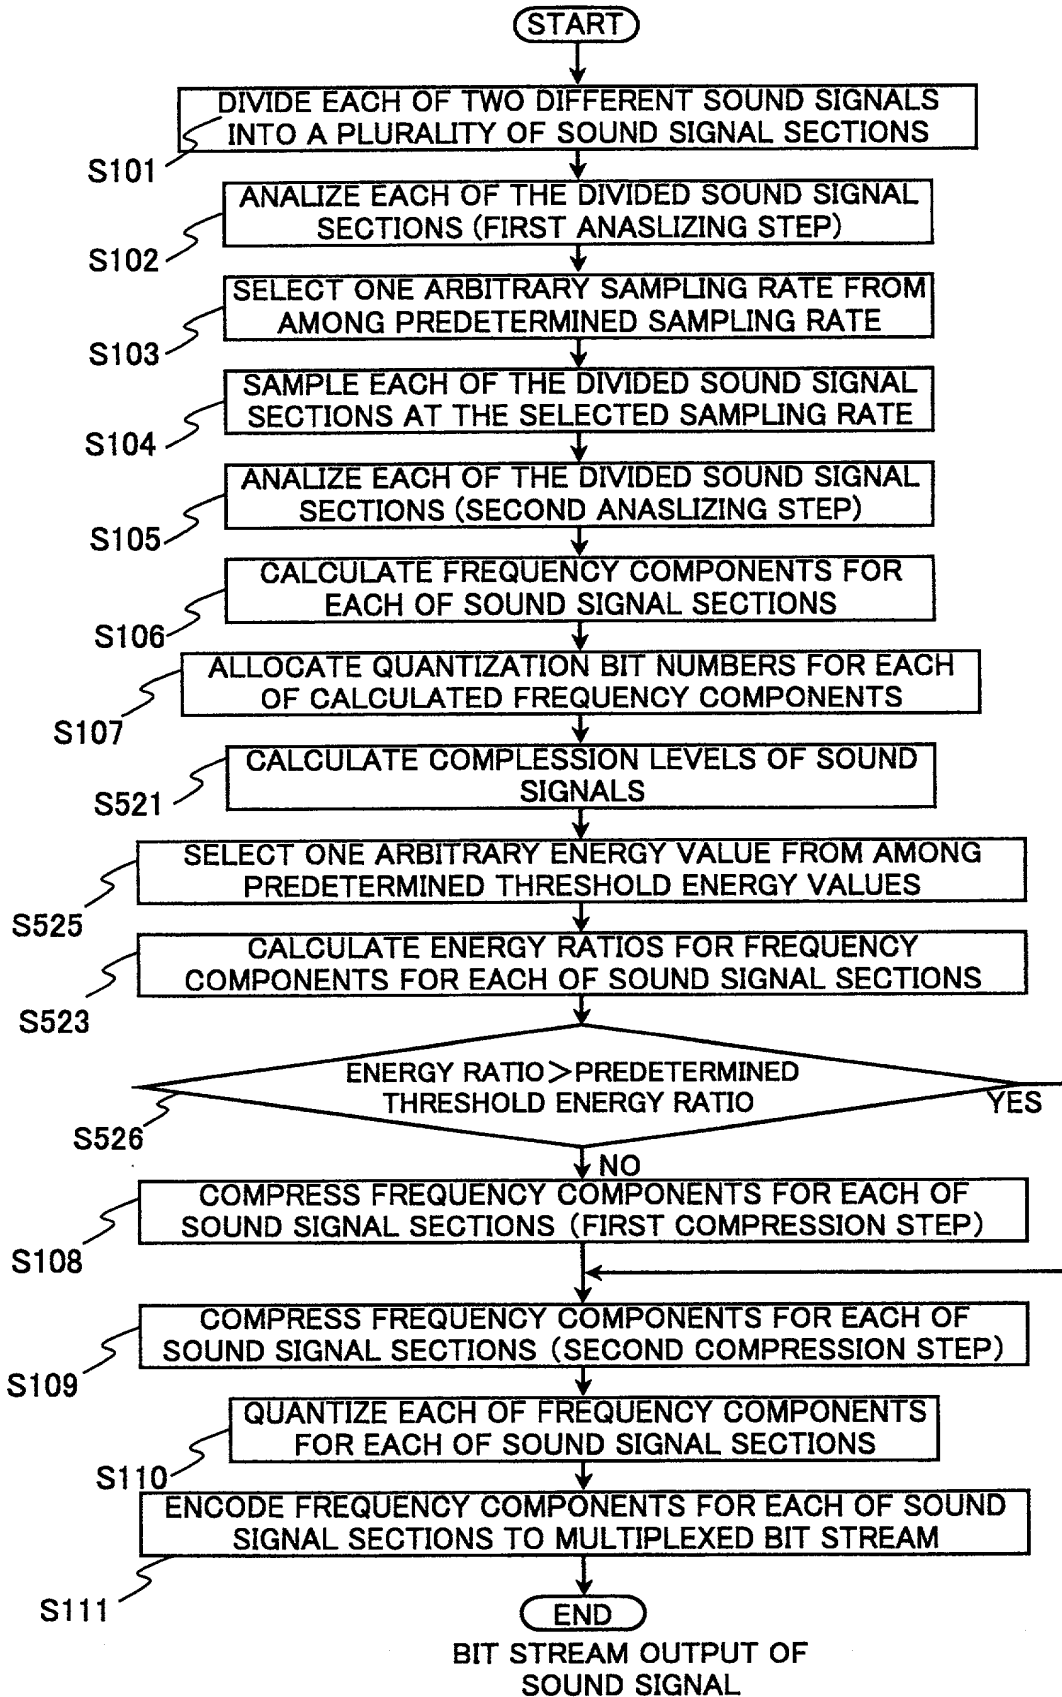 START
DIVIDE EACH OF TWO DIFFERENT SOUND SIGNALS
INTO A PLURALITY OF SOUND SIGNAL SECTIONS
S101
ANALIZE EACH OF THE DIVIDED SOUND SIGNAL
SECTIONS (FIRST ANASLIZING STEP)
S102
SELECT ONE ARBITRARY SAMPLING RATE FROM
AMONG PREDETERMINED SAMPLING RATE
S103
SAMPLE EACH OF THE DIVIDED SOUND SIGNAL
SECTIONS AT THE SELECTED SAMPLING RATE
S104
ANALIZE EACH OF THE DIVIDED SOUND SIGNAL
SECTIONS (SECOND ANASLIZING STEP)
S105
CALCULATE FREQUENCY COMPONENTS FOR
EACH OF SOUND SIGNAL SECTIONS
S106
ALLOCATE QUANTIZATION BIT NUMBERS FOR EACH
OF CALCULATED FREQUENCY COMPONENTS
S107
CALCULATE COMPLESSION LEVELS OF SOUND
SIGNALS
S521
SELECT ONE ARBITRARY ENERGY VALUE FROM AMONG
PREDETERMINED THRESHOLD ENERGY VALUES
S525
CALCULATE ENERGY RATIOS FOR FREQUENCY
COMPONENTS FOR EACH OF SOUND SIGNAL SECTIONS
S523
ENERGY RATIO>PREDETERMINED
THRESHOLD ENERGY RATIO
YES
S526
NO
COMPRESS FREQUENCY COMPONENTS FOR EACH OF
SOUND SIGNAL SECTIONS (FIRST COMPRESSION STEP)
S108
COMPRESS FREQUENCY COMPONENTS FOR EACH OF
SOUND SIGNAL SECTIONS (SECOND COMPRESSION STEP)
S109
QUANTIZE EACH OF FREQUENCY COMPONENTS
FOR EACH OF SOUND SIGNAL SECTIONS
S110
ENCODE FREQUENCY COMPONENTS FOR EACH OF SOUND
SIGNAL SECTIONS TO MULTIPLEXED BIT STREAM
S111
END
BIT STREAM OUTPUT OF
SOUND SIGNAL